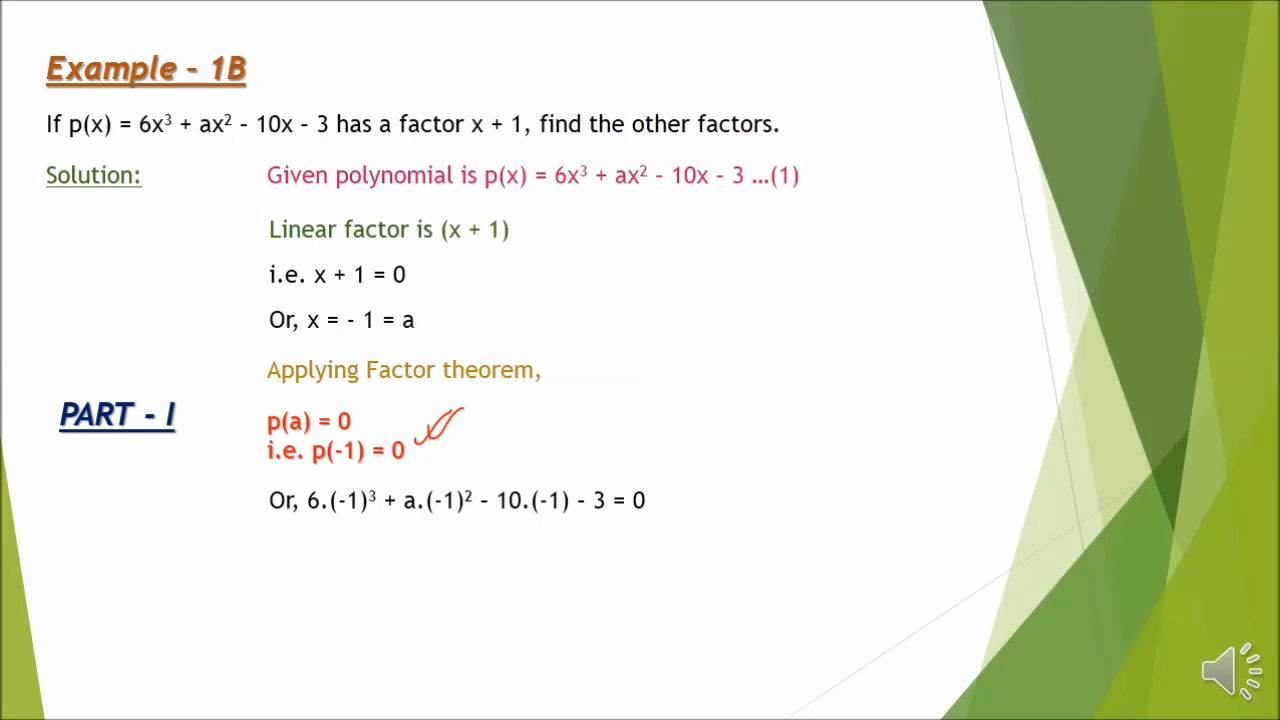 Example – 1B
If p(x) = 6x³ + ax² – 10x – 3 has a factor x + 1, find the other factors.
Solution: Given polynomial is p(x) = 6x³ + ax² – 10x – 3 …(1)
Linear factor is (x + 1)
i.e. x + 1 = 0
Or, x = - 1 = a
Applying Factor theorem,
PART - I
p(a) = 0
i.e. p(-1) = 0
Or, 6.(-1)³ + a.(-1)² – 10.(-1) – 3 = 0